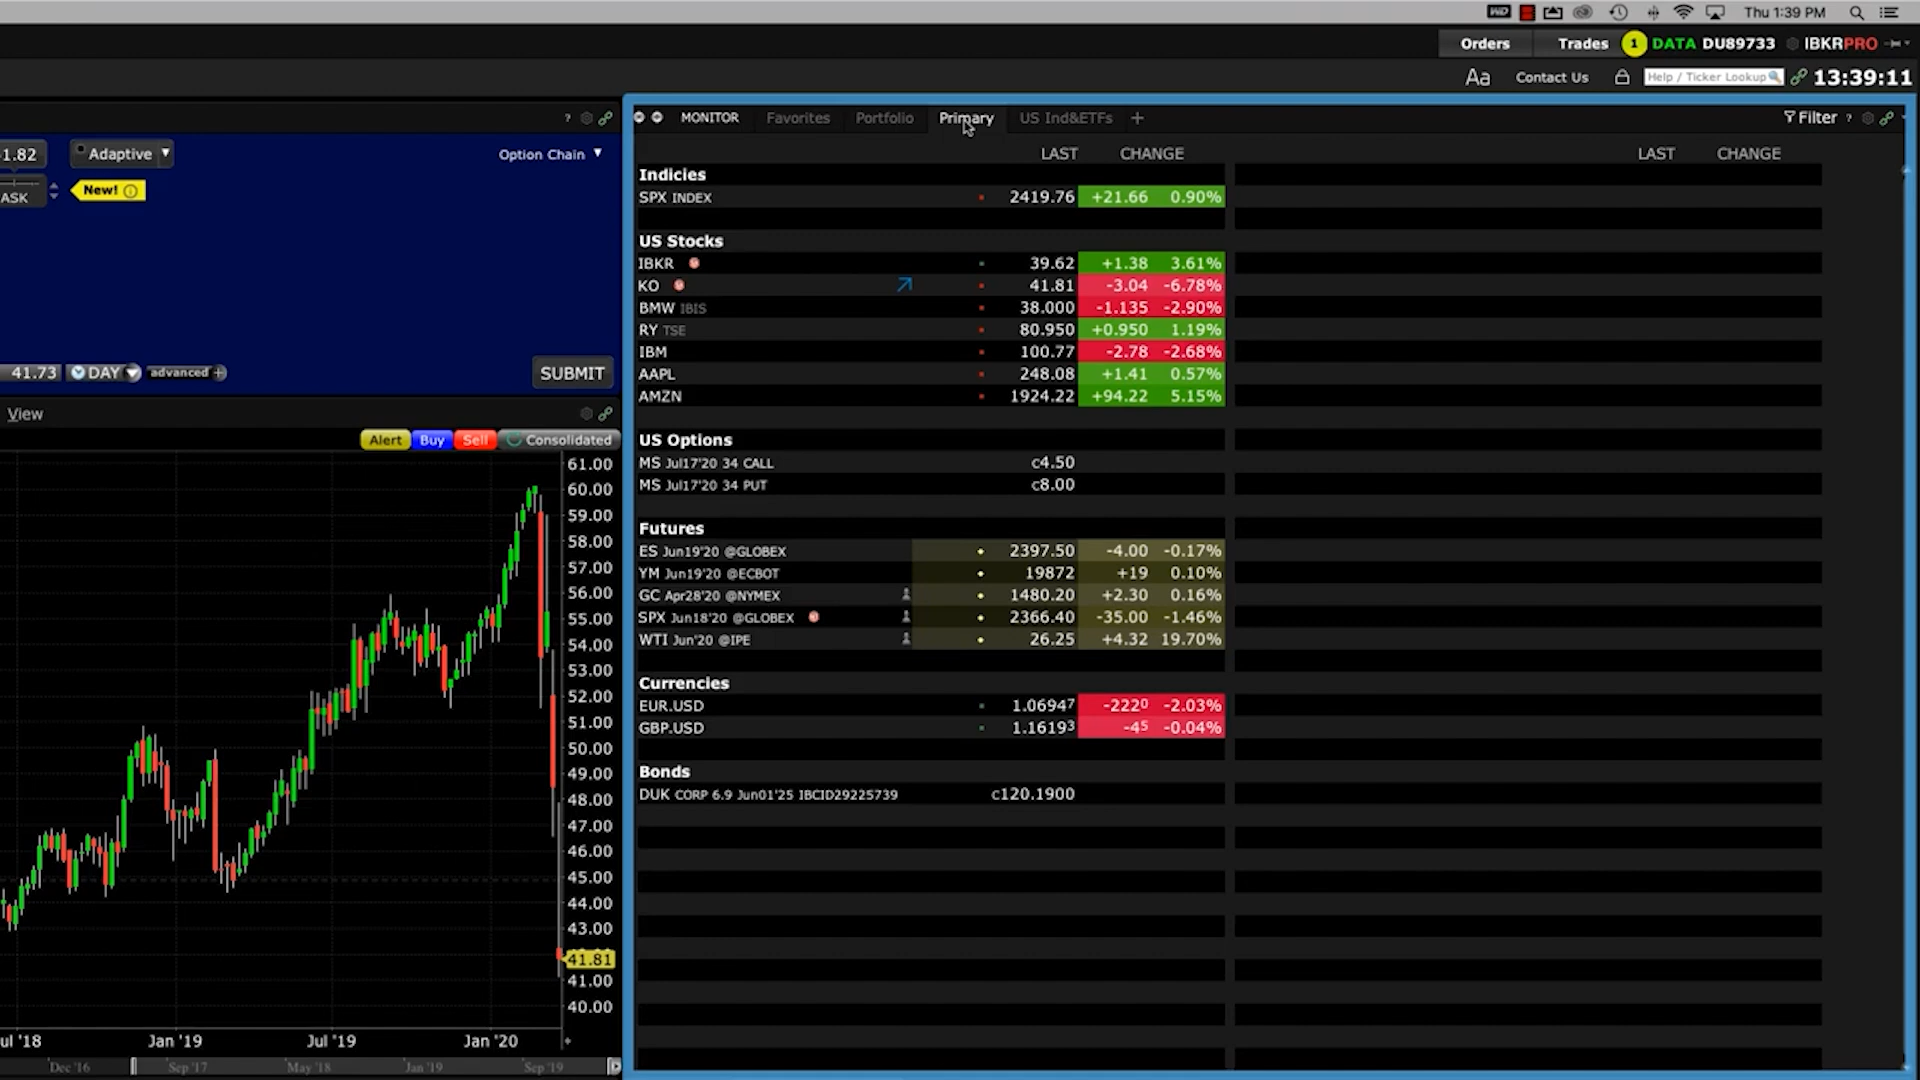 Thu 1:39 PM
Orders Trades 1 DATA DU89733 IBKRPRO
Aa Contact Us Help / Ticker Lookup 13:39:11
?
1.82 Adaptive Option Chain
ASK New!
41.73 DAY advanced + SUBMIT
View
Alert Buy Sell Consolidated
61.00
60.00
59.00
58.00
57.00
56.00
55.00
54.00
53.00
52.00
51.00
50.00
49.00
48.00
47.00
46.00
45.00
44.00
43.00
41.81
41.00
40.00
ul '18 Jan '19 Jul '19 Jan '20
Dec '16 Sep '17 May '18 Jan '19 Sep '19
MONITOR Favorites Portfolio Primary US Ind&ETFs + Filter ?
LAST CHANGE LAST CHANGE
Indicies
SPX INDEX 2419.76 +21.66 0.90%
US Stocks
IBKR 39.62 +1.38 3.61%
KO 41.81 -3.04 -6.78%
BMW IBIS 38.000 -1.135 -2.90%
RY TSE 80.950 +0.950 1.19%
IBM 100.77 -2.78 -2.68%
AAPL 248.08 +1.41 0.57%
AMZN 1924.22 +94.22 5.15%
US Options
MS Jul17'20 34 CALL c4.50
MS Jul17'20 34 PUT c8.00
Futures
ES Jun19'20 @GLOBEX 2397.50 -4.00 -0.17%
YM Jun19'20 @ECBOT 19872 +19 0.10%
GC Apr28'20 @NYMEX 1480.20 +2.30 0.16%
SPX Jun18'20 @GLOBEX 2366.40 -35.00 -1.46%
WTI Jun'20 @IPE 26.25 +4.32 19.70%
Currencies
EUR.USD 1.06947 -2220 -2.03%
GBP.USD 1.16193 -45 -0.04%
Bonds
DUK CORP 6.9 Jun01'25 IBCID29225739 c120.1900